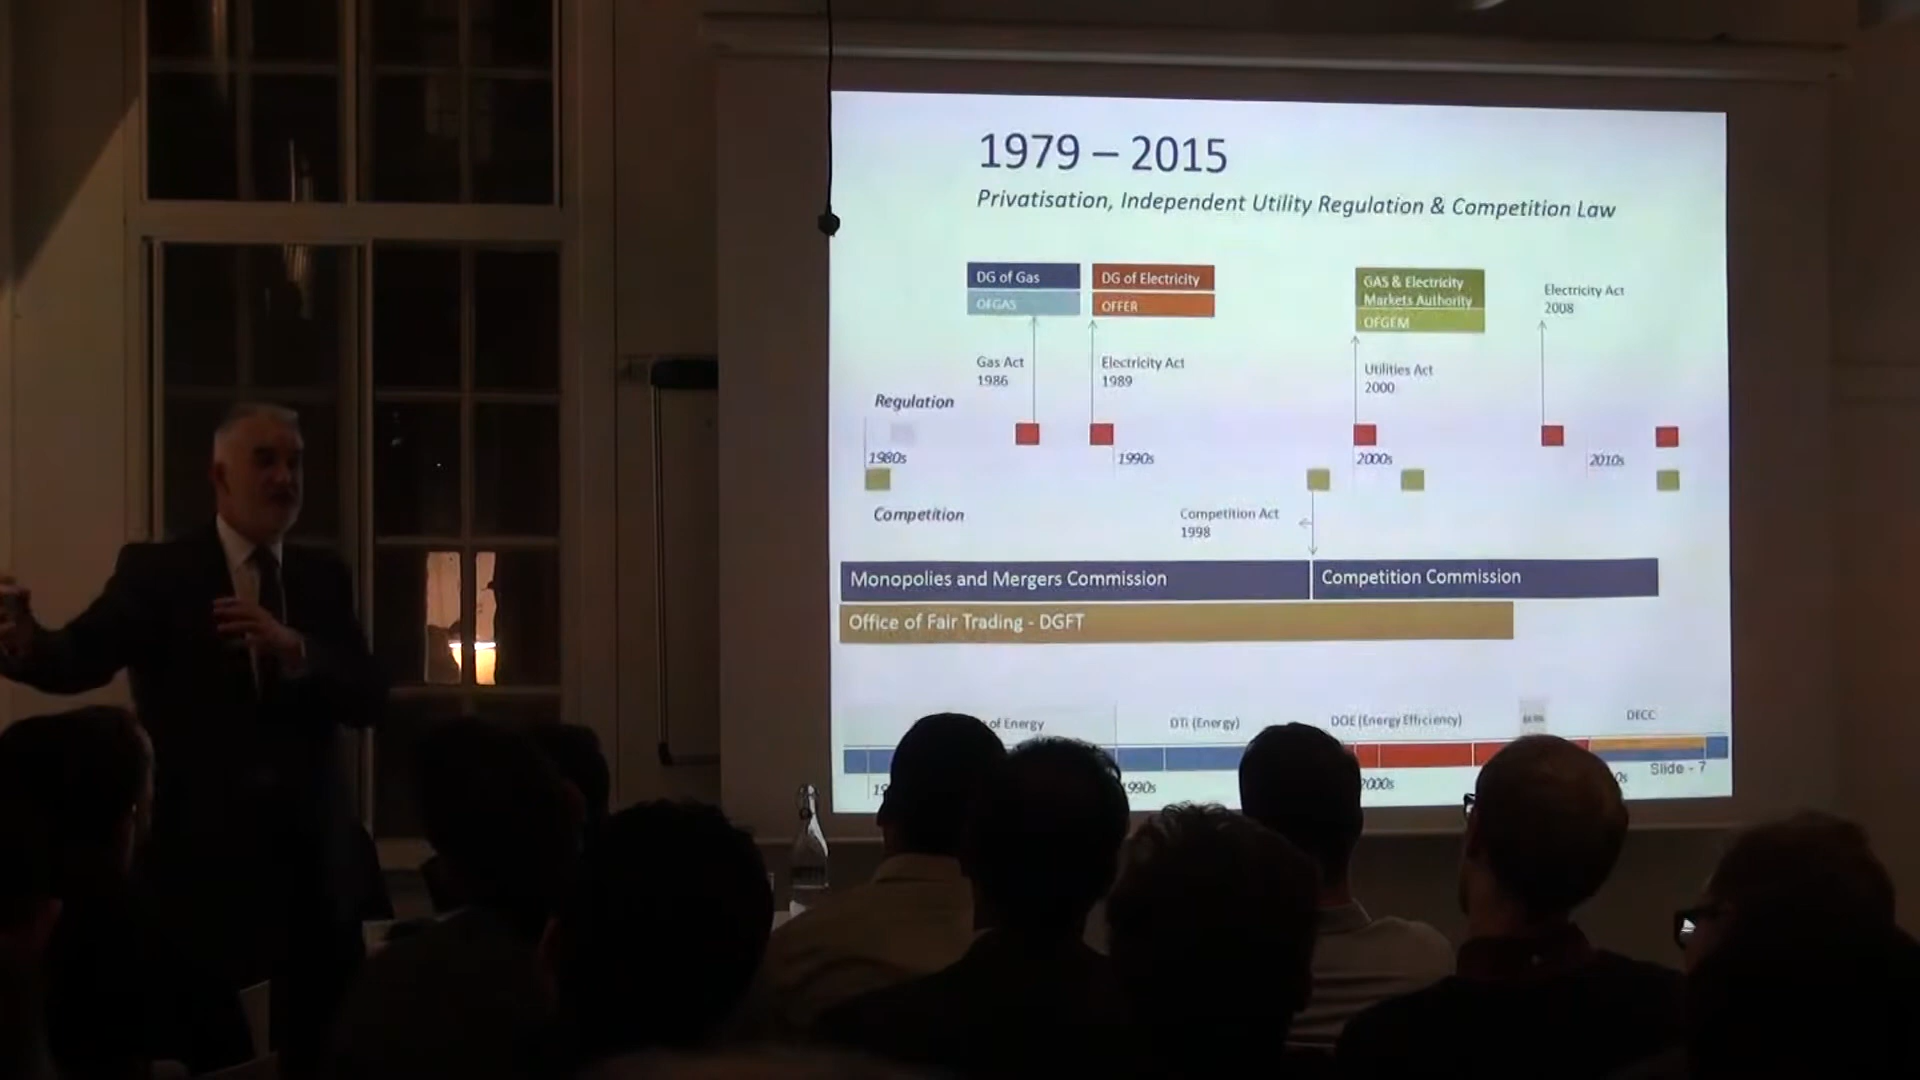 1979 – 2015
Privatisation, Independent Utility Regulation & Competition Law
DG of Gas
OFGAS
DG of Electricity
OFFER
GAS & Electricity
Markets Authority
OFGEM
Electricity Act
2008
Gas Act
1986
Electricity Act
1989
Utilities Act
2000
Regulation
1980s
1990s
2000s
2010s
Competition
Competition Act
1998
Monopolies and Mergers Commission
Competition Commission
Office of Fair Trading - DGFT
of Energy
DTI (Energy)
DOE (Energy Efficiency)
DECC
1990s
2000s
Slide - 7